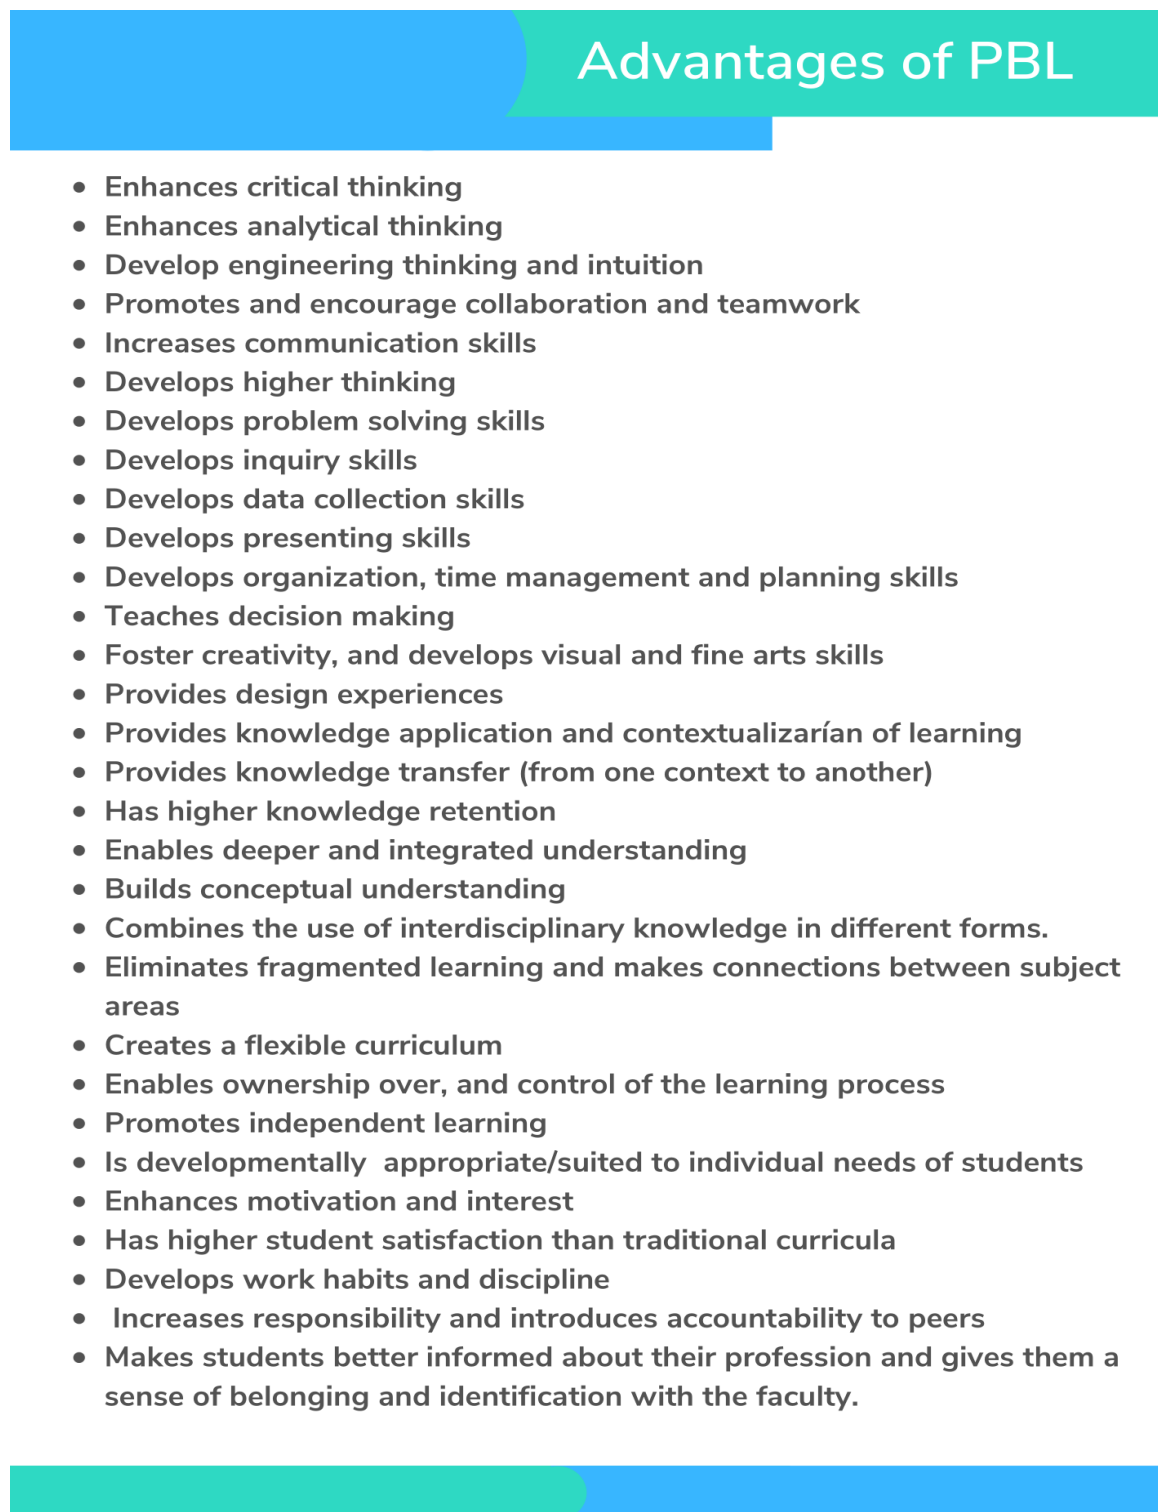 Advantages of PBL
• Enhances critical thinking
• Enhances analytical thinking
• Develop engineering thinking and intuition
• Promotes and encourage collaboration and teamwork
• Increases communication skills
• Develops higher thinking
• Develops problem solving skills
• Develops inquiry skills
• Develops data collection skills
• Develops presenting skills
• Develops organization, time management and planning skills
• Teaches decision making
• Foster creativity, and develops visual and fine arts skills
• Provides design experiences
• Provides knowledge application and contextualizarían of learning
• Provides knowledge transfer (from one context to another)
• Has higher knowledge retention
• Enables deeper and integrated understanding
• Builds conceptual understanding
• Combines the use of interdisciplinary knowledge in different forms.
• Eliminates fragmented learning and makes connections between subject
areas
• Creates a flexible curriculum
• Enables ownership over, and control of the learning process
• Promotes independent learning
• Is developmentally  appropriate/suited to individual needs of students
• Enhances motivation and interest
• Has higher student satisfaction than traditional curricula
• Develops work habits and discipline
•  Increases responsibility and introduces accountability to peers
• Makes students better informed about their profession and gives them a
sense of belonging and identification with the faculty.